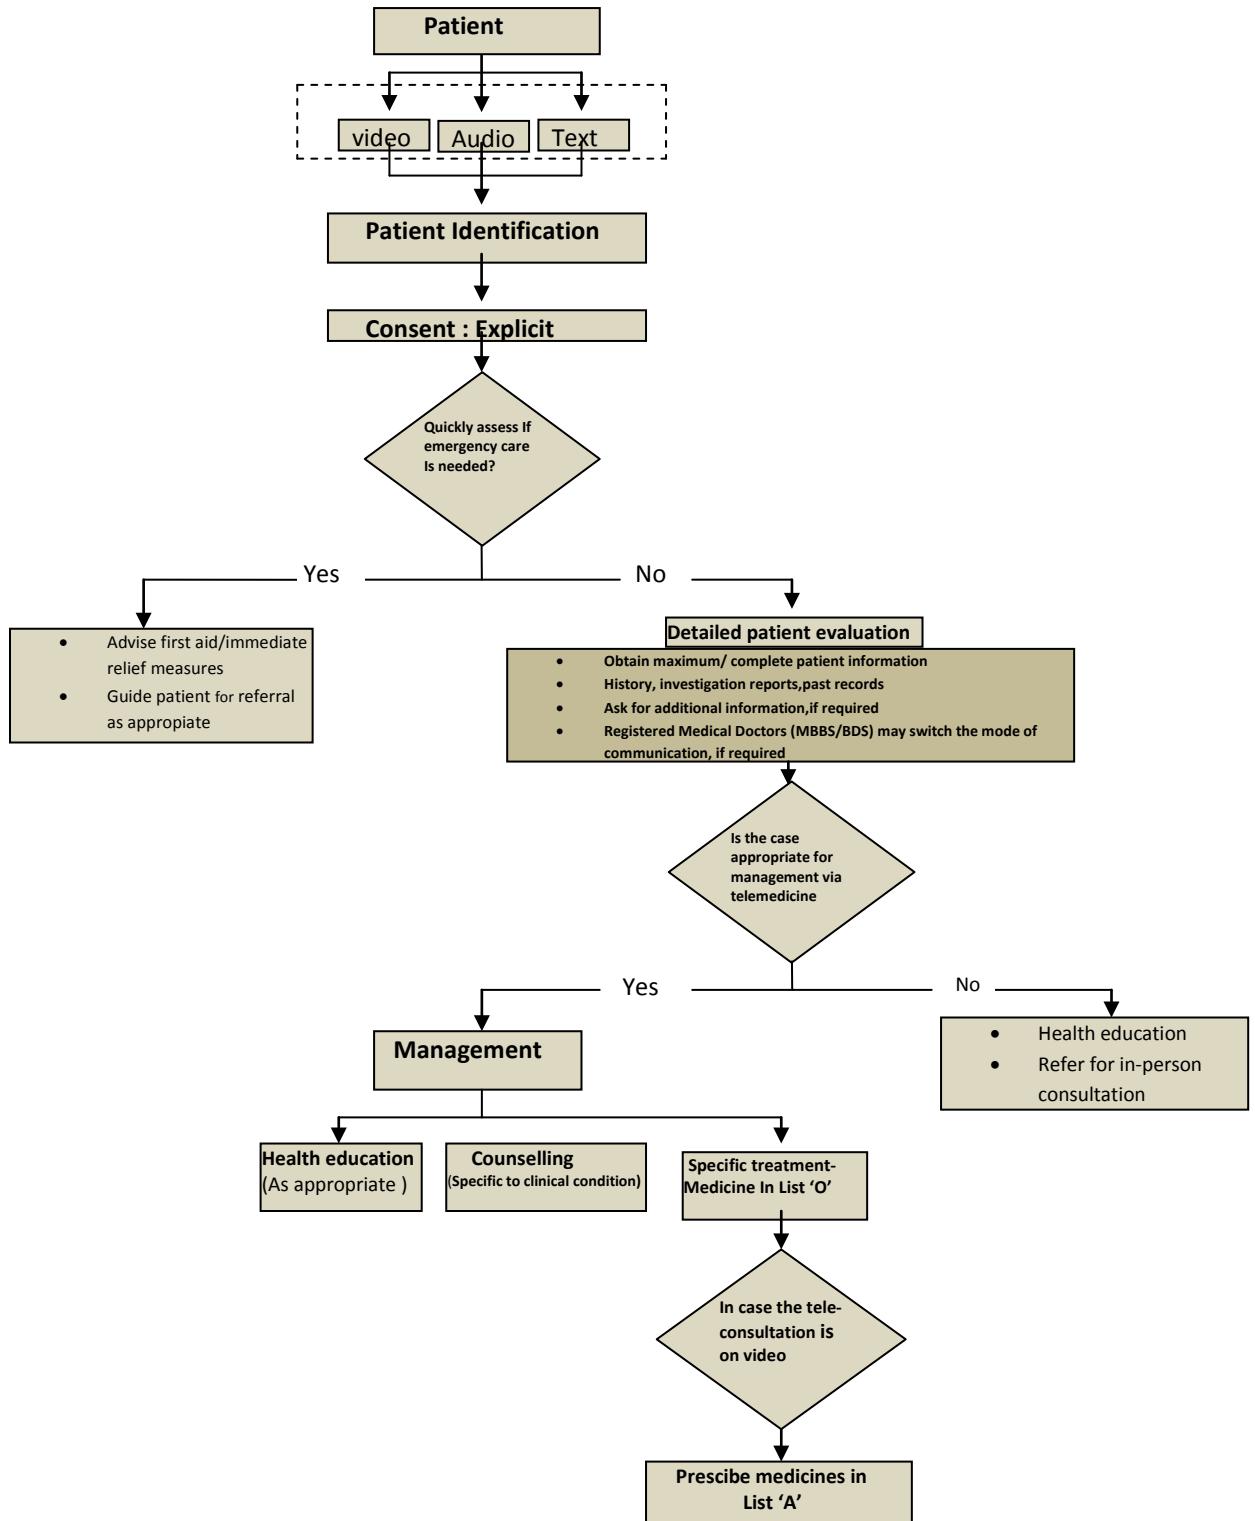 Patient
video
Audio
Text
Patient Identification
Consent : Explicit
Quickly assess If
emergency care
Is needed?
Yes
No
• Advise first aid/immediate
relief measures
• Guide patient for referral
as appropiate
Detailed patient evaluation
• Obtain maximum/ complete patient information
• History, investigation reports,past records
• Ask for additional information,if required
• Registered Medical Doctors (MBBS/BDS) may switch the mode of
communication, if required
Is the case
appropriate for
management via
telemedicine
Yes
No
Management
• Health education
• Refer for in-person
consultation
Health education
(As appropriate )
Counselling
(Specific to clinical condition)
Specific treatment-
Medicine In List ‘O’
In case the tele-
consultation is
on video
Prescibe medicines in
List ‘A’